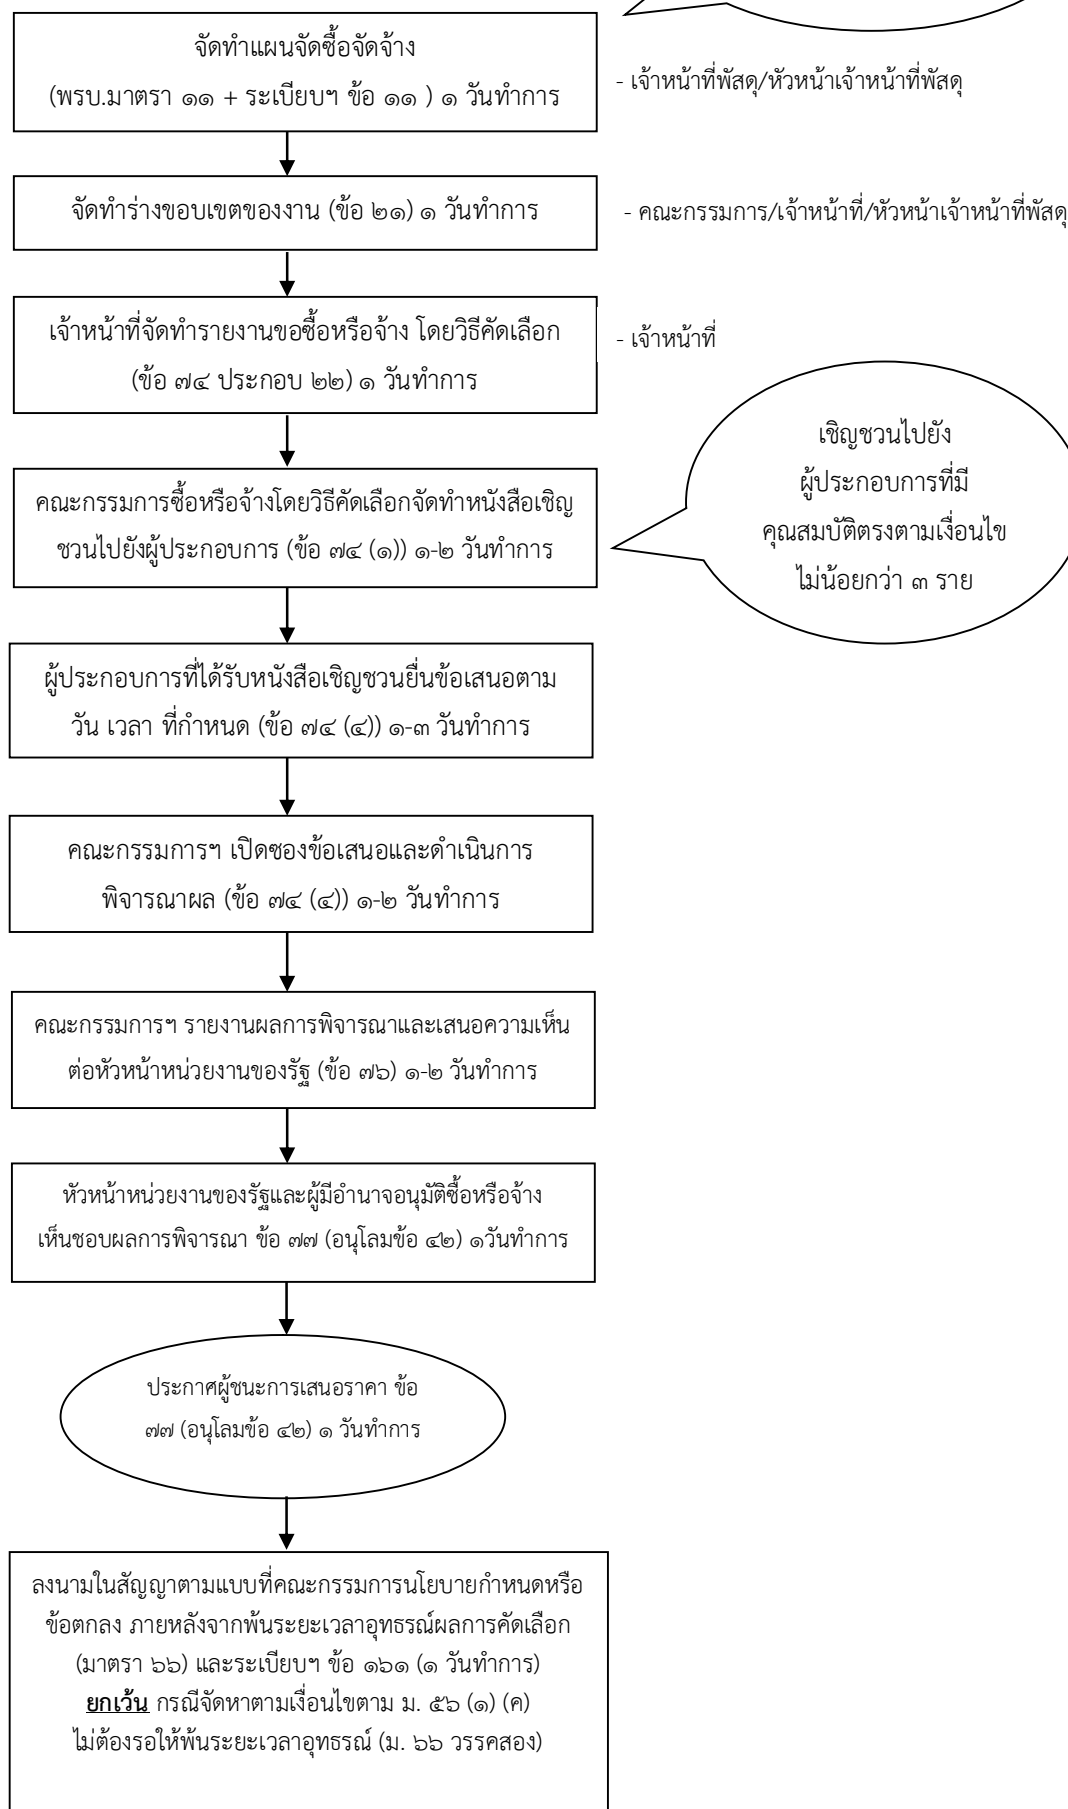 จัดทำแผนจัดซื้อจัดจ้าง
(พรบ.มาตรา ๑๑ + ระเบียบฯ ข้อ ๑๑ ) ๑ วันทำการ
- เจ้าหน้าที่พัสดุ/หัวหน้าเจ้าหน้าที่พัสดุ
จัดทำร่างขอบเขตของงาน (ข้อ ๒๑) ๑ วันทำการ
- คณะกรรมการ/เจ้าหน้าที่/หัวหน้าเจ้าหน้าที่พัสดุ
เจ้าหน้าที่จัดทำรายงานขอซื้อหรือจ้าง โดยวิธีคัดเลือก
(ข้อ ๗๔ ประกอบ ๒๒) ๑ วันทำการ
- เจ้าหน้าที่
คณะกรรมการซื้อหรือจ้างโดยวิธีคัดเลือกจัดทำหนังสือเชิญ
ชวนไปยังผู้ประกอบการ (ข้อ ๗๔ (๑)) ๑-๒ วันทำการ
เชิญชวนไปยัง
ผู้ประกอบการที่มี
คุณสมบัติตรงตามเงื่อนไข
ไม่น้อยกว่า ๓ ราย
ผู้ประกอบการที่ได้รับหนังสือเชิญชวนยื่นข้อเสนอตาม
วัน เวลา ที่กำหนด (ข้อ ๗๔ (๔)) ๑-๓ วันทำการ
คณะกรรมการฯ เปิดซองข้อเสนอและดำเนินการ
พิจารณาผล (ข้อ ๗๔ (๔)) ๑-๒ วันทำการ
คณะกรรมการฯ รายงานผลการพิจารณาและเสนอความเห็น
ต่อหัวหน้าหน่วยงานของรัฐ (ข้อ ๗๖) ๑-๒ วันทำการ
หัวหน้าหน่วยงานของรัฐและผู้มีอำนาจอนุมัติซื้อหรือจ้าง
เห็นชอบผลการพิจารณา ข้อ ๗๗ (อนุโลมข้อ ๔๒) ๑วันทำการ
ประกาศผู้ชนะการเสนอราคา ข้อ
๗๗ (อนุโลมข้อ ๔๒) ๑ วันทำการ
ลงนามในสัญญาตามแบบที่คณะกรรมการนโยบายกำหนดหรือ
ข้อตกลง ภายหลังจากพ้นระยะเวลาอุทธรณ์ผลการคัดเลือก
(มาตรา ๖๖) และระเบียบฯ ข้อ ๑๖๑ (๑ วันทำการ)
ยกเว้น กรณีจัดหาตามเงื่อนไขตาม ม. ๕๖ (๑) (ค)
ไม่ต้องรอให้พ้นระยะเวลาอุทธรณ์ (ม. ๖๖ วรรคสอง)